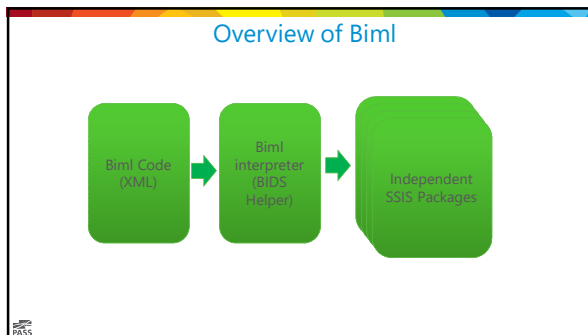 Overview of Biml
Biml Code
(XML)
Biml
interpreter
(BIDS
Helper)
Independent
SSIS Packages
PASS